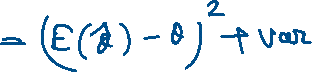 = (E(θ̂) - θ)² + var